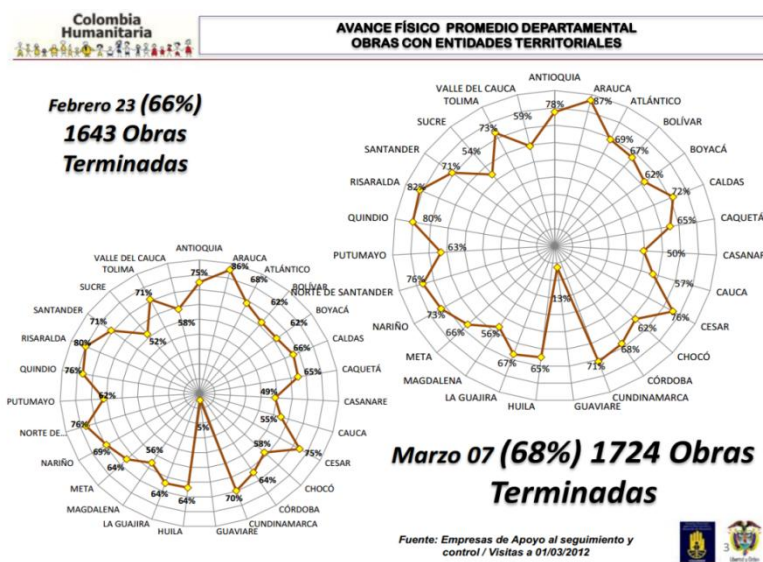 Colombia
Humanitaria
AVANCE FÍSICO PROMEDIO DEPARTAMENTAL
OBRAS CON ENTIDADES TERRITORIALES
Febrero 23 (66%)
1643 Obras
Terminadas
ANTIOQUIA
75%
ARAUCA
86%
ATLÁNTICO
68%
BOLÍVAR
62%
BOYACÁ
62%
CALDAS
66%
CAQUETÁ
65%
CASANARE
49%
CAUCA
55%
CESAR
75%
CHOCÓ
58%
CÓRDOBA
64%
CUNDINAMARCA
70%
GUAVIARE
5%
HUILA
64%
LA GUAJIRA
64%
MAGDALENA
56%
META
64%
NARIÑO
69%
NORTE DE...
76%
PUTUMAYO
62%
QUINDIO
76%
RISARALDA
80%
SANTANDER
71%
SUCRE
52%
TOLIMA
71%
VALLE DEL CAUCA
58%
ANTIOQUIA
78%
ARAUCA
87%
ATLÁNTICO
69%
BOLÍVAR
67%
BOYACÁ
62%
CALDAS
72%
CAQUETÁ
65%
CASANAR
50%
CAUCA
57%
CESAR
76%
CHOCÓ
62%
CÓRDOBA
68%
CUNDINAMARCA
71%
GUAVIARE
13%
HUILA
65%
LA GUAJIRA
67%
MAGDALENA
56%
META
66%
NARIÑO
73%
NORTE DE SANTANDER
76%
PUTUMAYO
63%
QUINDIO
80%
RISARALDA
82%
SANTANDER
71%
SUCRE
54%
TOLIMA
73%
VALLE DEL CAUCA
59%
Marzo 07 (68%) 1724 Obras
Terminadas
Fuente: Empresas de Apoyo al seguimiento y
control / Visitas a 01/03/2012
3